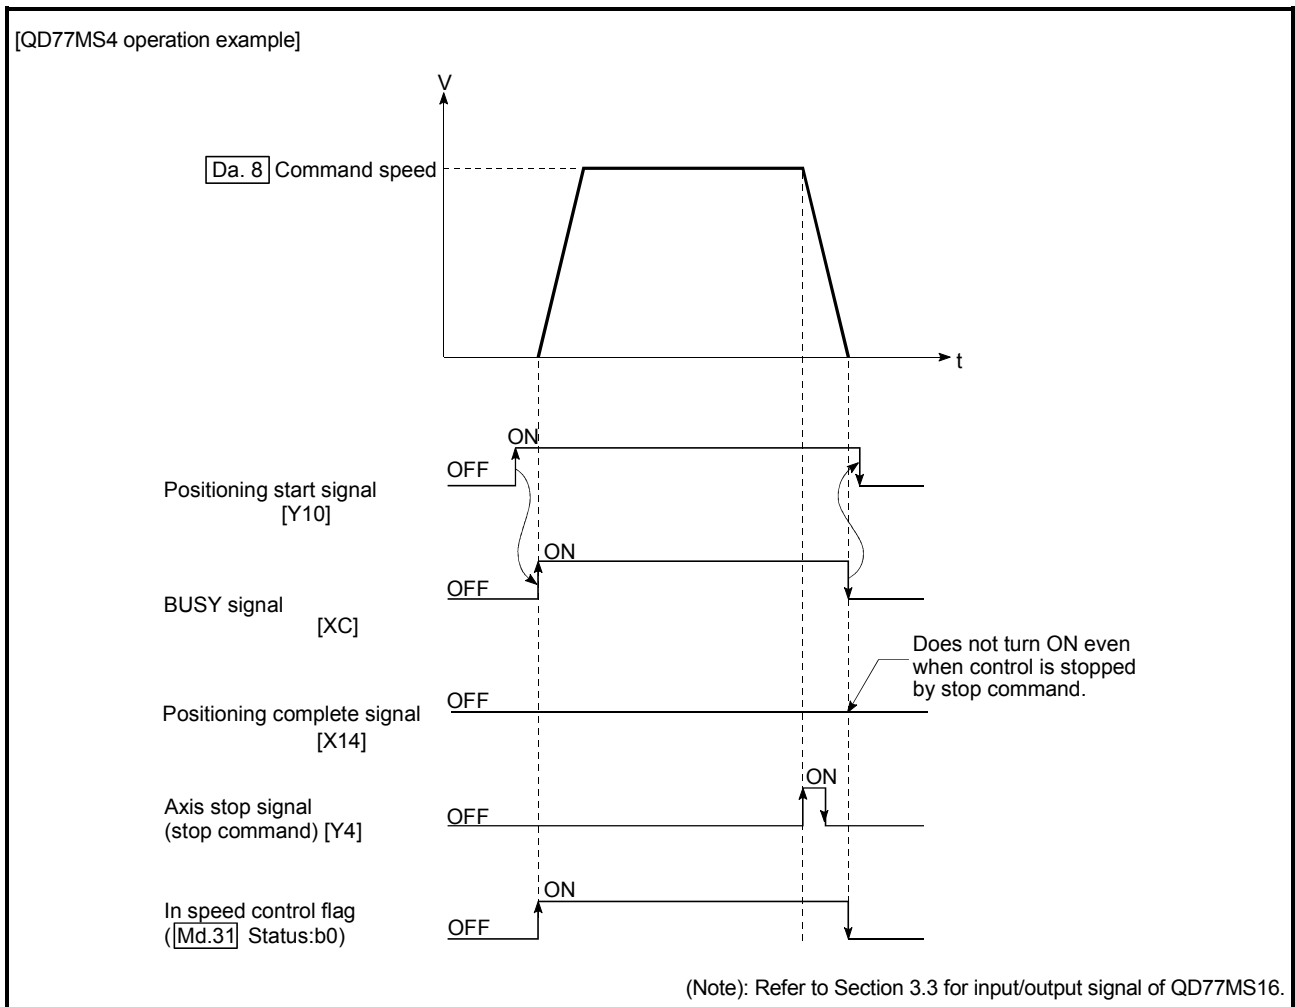 [QD77MS4 operation example]
V
Da. 8 Command speed
t
ON
OFF
Positioning start signal
[Y10]
ON
OFF
BUSY signal
[XC]
Does not turn ON even
when control is stopped
by stop command.
OFF
Positioning complete signal
[X14]
ON
Axis stop signal
OFF
(stop command) [Y4]
ON
In speed control flag
OFF
(Md.31 Status:b0)
(Note): Refer to Section 3.3 for input/output signal of QD77MS16.